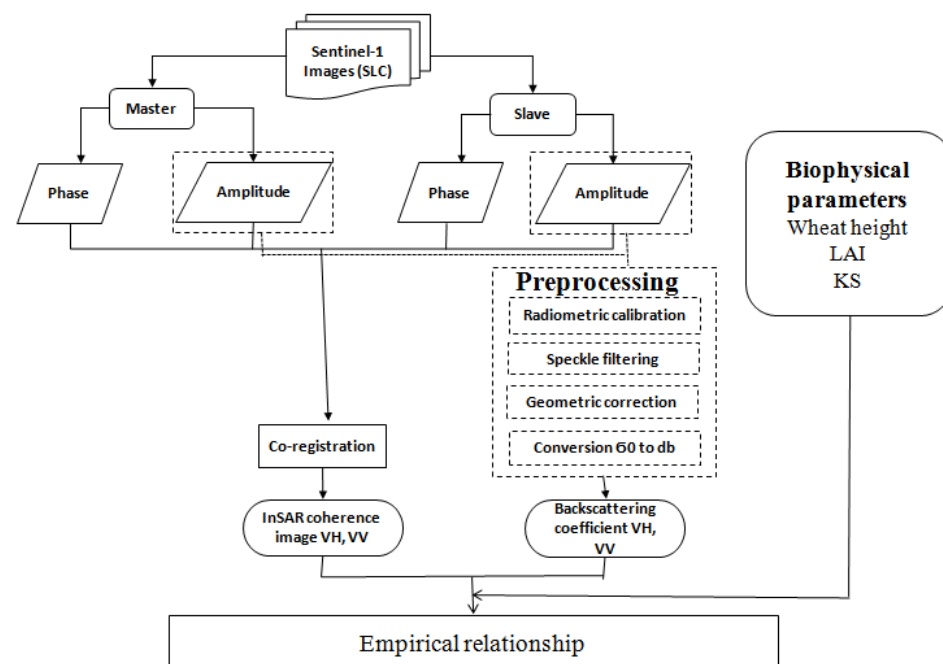 Sentinel-1
Images (SLC)
Master
Slave
Phase
Amplitude
Phase
Amplitude
Biophysical
parameters
Wheat height
LAI
KS
Preprocessing
Radiometric calibration
Speckle filtering
Geometric correction
Conversion Ϭ0 to db
Co-registration
InSAR coherence
image VH, VV
Backscattering
coefficient VH,
VV
Empirical relationship